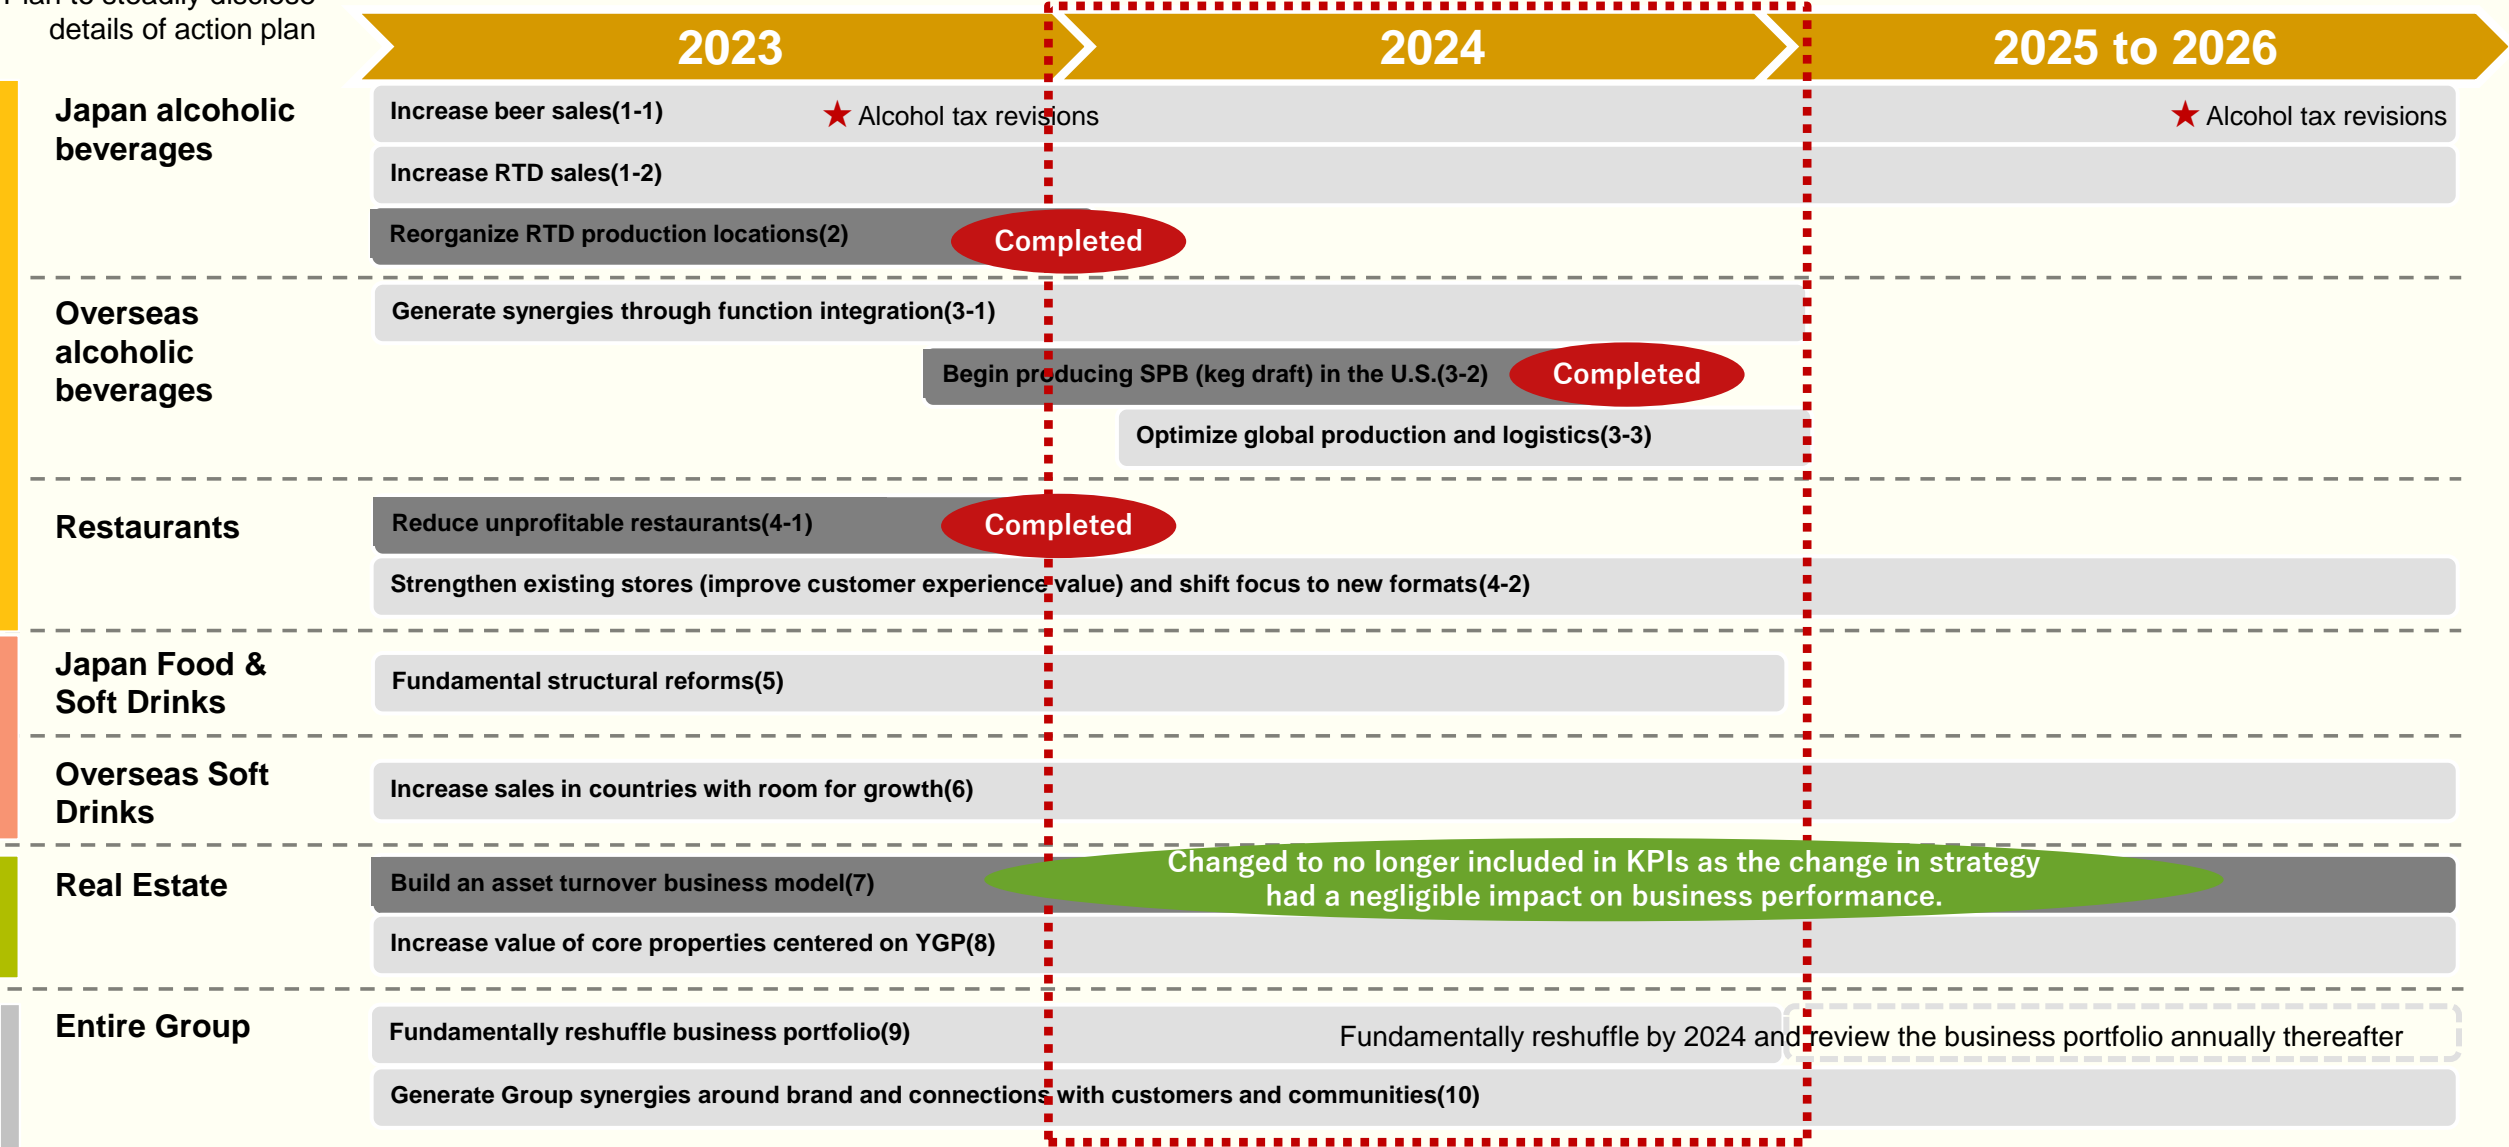 Plan to steadily disclose
details of action plan
2023
2024
2025 to 2026
Japan alcoholic
beverages
Increase beer sales(1-1)
★ Alcohol tax revisions
★ Alcohol tax revisions
Increase RTD sales(1-2)
Reorganize RTD production locations(2)
Completed
Overseas
alcoholic
beverages
Generate synergies through function integration(3-1)
Begin producing SPB (keg draft) in the U.S.(3-2)
Completed
Optimize global production and logistics(3-3)
Restaurants
Reduce unprofitable restaurants(4-1)
Completed
Strengthen existing stores (improve customer experience value) and shift focus to new formats(4-2)
Japan Food &
Soft Drinks
Fundamental structural reforms(5)
Overseas Soft
Drinks
Increase sales in countries with room for growth(6)
Real Estate
Build an asset turnover business model(7)
Changed to no longer included in KPIs as the change in strategy
had a negligible impact on business performance.
Increase value of core properties centered on YGP(8)
Entire Group
Fundamentally reshuffle business portfolio(9)
Fundamentally reshuffle by 2024 and review the business portfolio annually thereafter
Generate Group synergies around brand and connections with customers and communities(10)